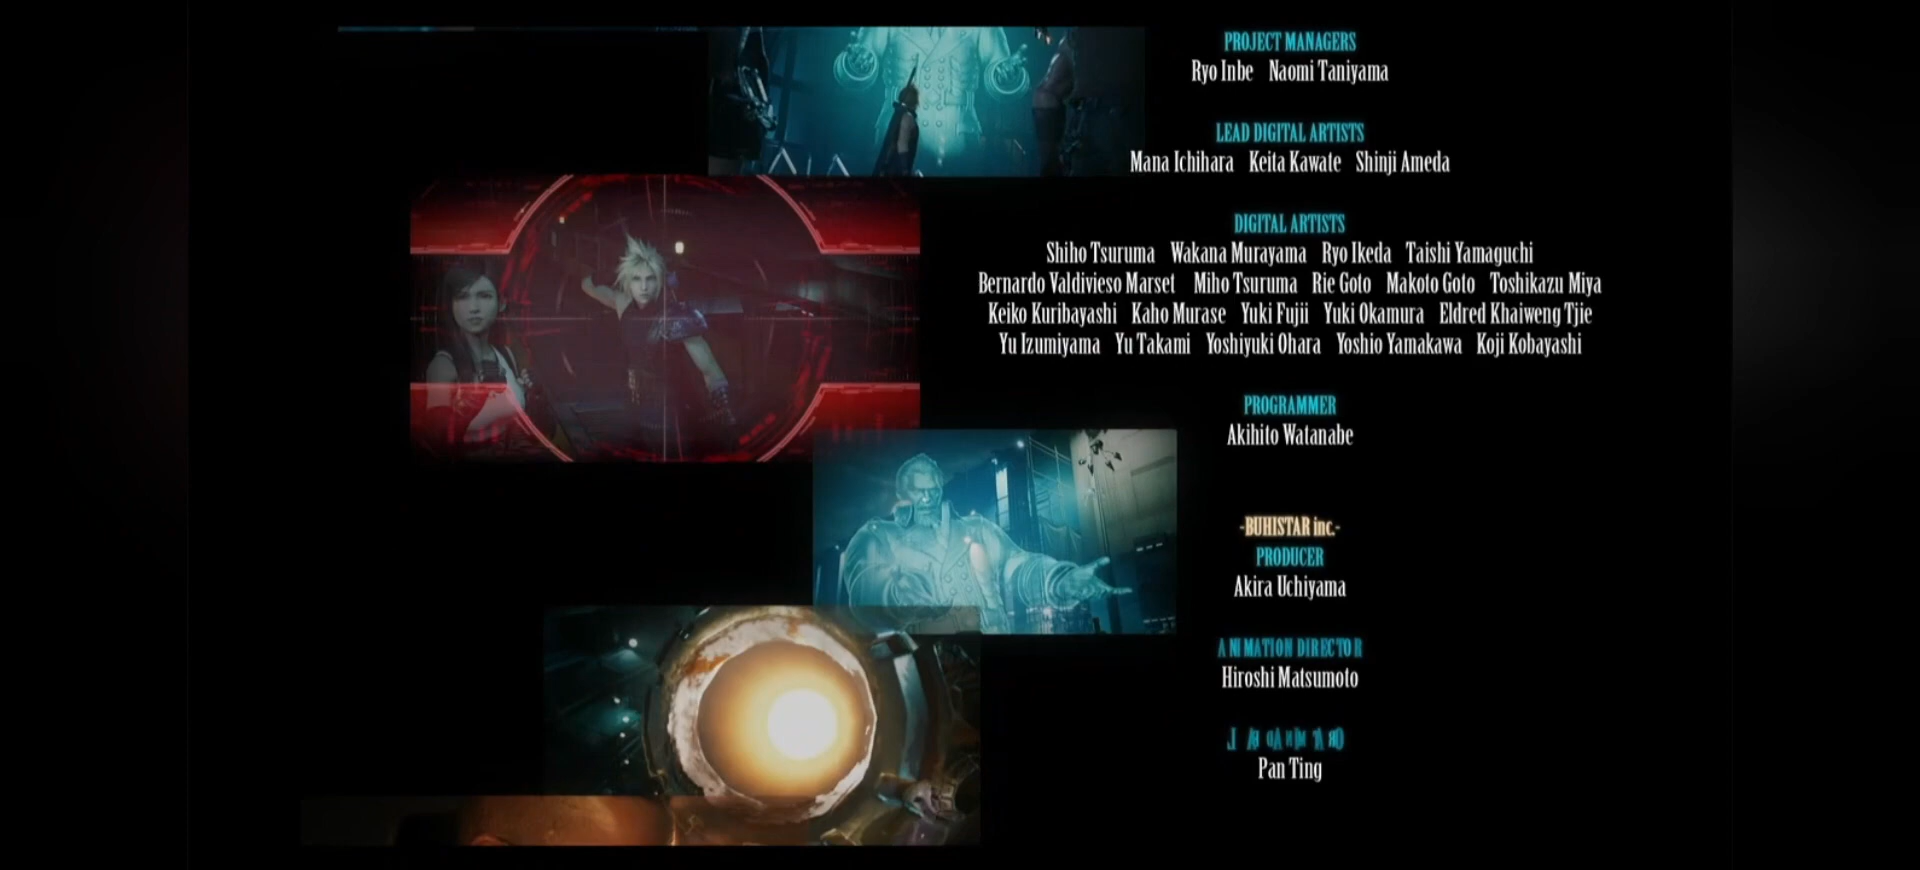 PROJECT MANAGERS
Ryo Inbe Naomi Taniyama
LEAD DIGITAL ARTISTS
Mana Ichihara Keita Kawate Shinji Ameda
DIGITAL ARTISTS
Shiho Tsuruma Wakana Murayama Ryo Ikeda Taishi Yamaguchi
Bernardo Valdivieso Marset Miho Tsuruma Rie Goto Makoto Goto Toshikazu Miya
Keiko Kuribayashi Kaho Murase Yuki Fujii Yuki Okamura Eldred Khaiweng Tjie
Yu Izumiyama Yu Takami Yoshiyuki Ohara Yoshio Yamakawa Koji Kobayashi
PROGRAMMER
Akihito Watanabe
-BUHISTAR inc.-
PRODUCER
Akira Uchiyama
ANIMATION DIRECTOR
Hiroshi Matsumoto
Pan Ting